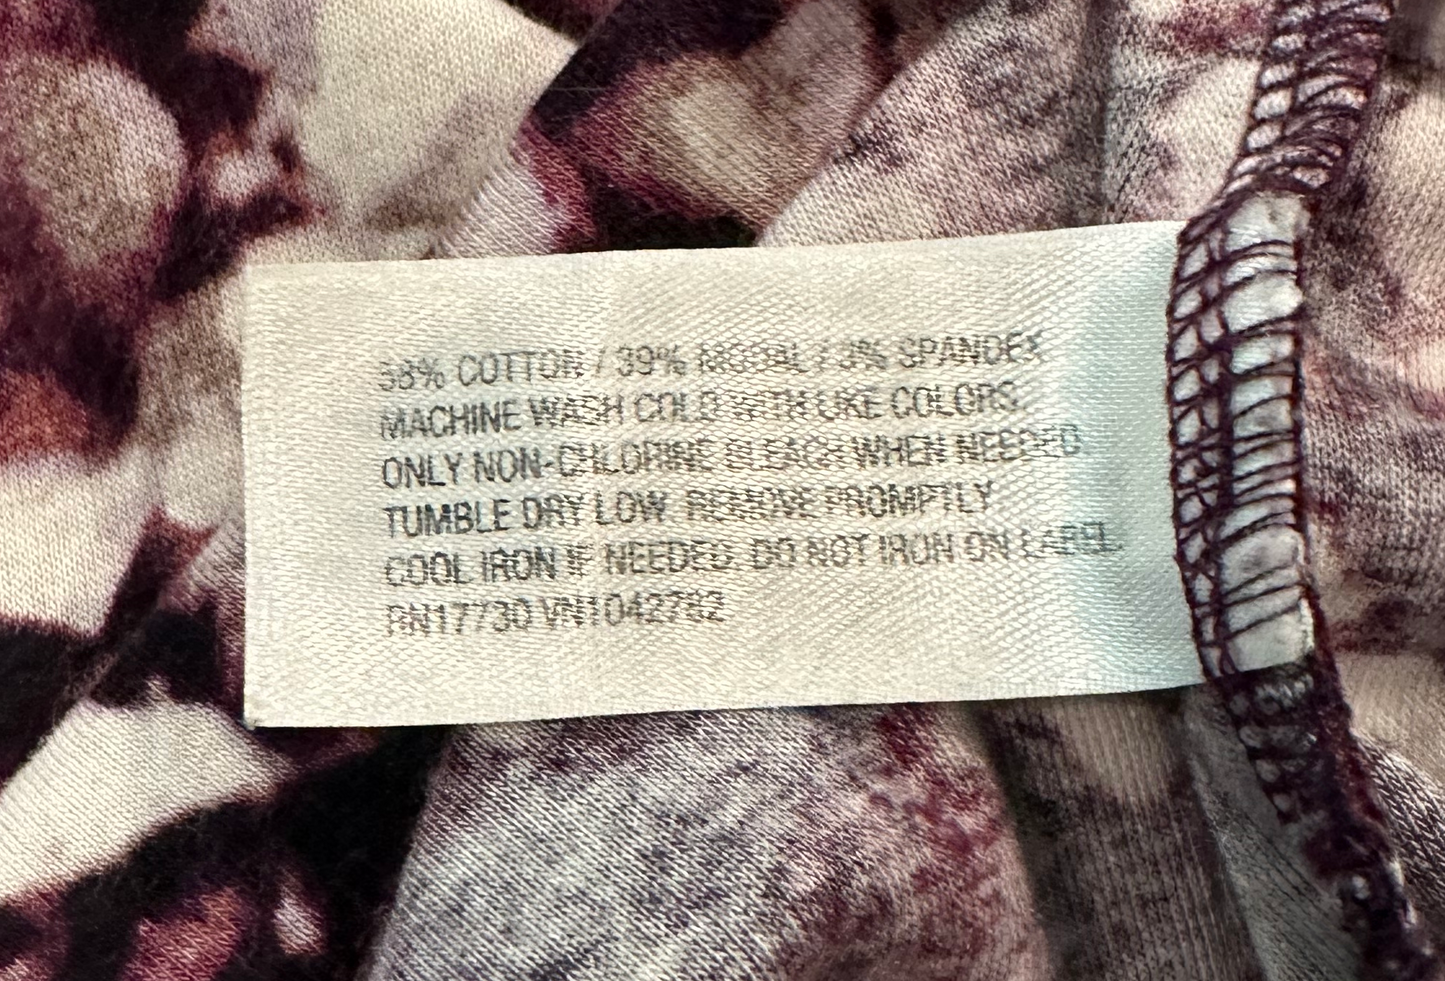 58% COTTON / 39% MODAL / 3% SPANDEX
MACHINE WASH COLD WITH LIKE COLORS.
ONLY NON-CHLORINE BLEACH WHEN NEEDED.
TUMBLE DRY LOW. REMOVE PROMPTLY
COOL IRON IF NEEDED. DO NOT IRON ON LABEL.
RN17730 VN1042782